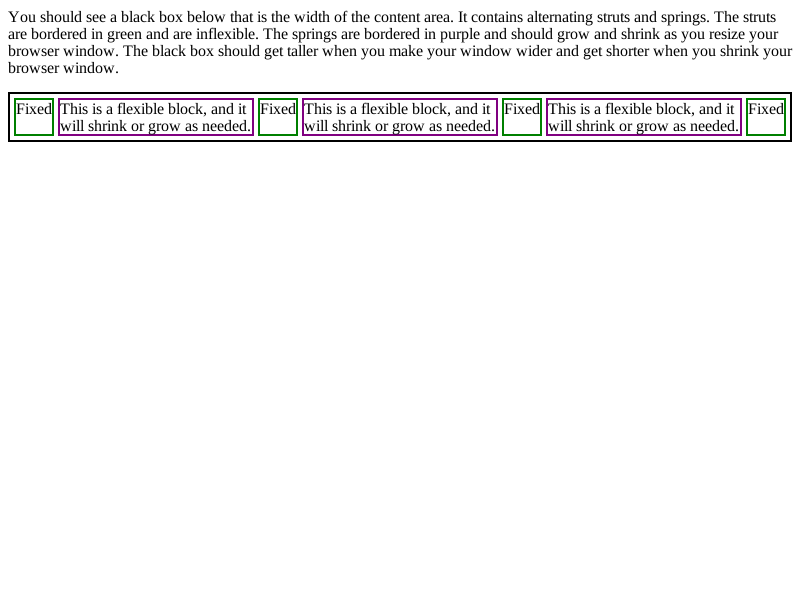 You should see a black box below that is the width of the content area. It contains alternating struts and springs. The struts
are bordered in green and are inflexible. The springs are bordered in purple and should grow and shrink as you resize your
browser window. The black box should get taller when you make your window wider and get shorter when you shrink your
browser window.
Fixed
This is a flexible block, and it
will shrink or grow as needed.
Fixed
This is a flexible block, and it
will shrink or grow as needed.
Fixed
This is a flexible block, and it
will shrink or grow as needed.
Fixed